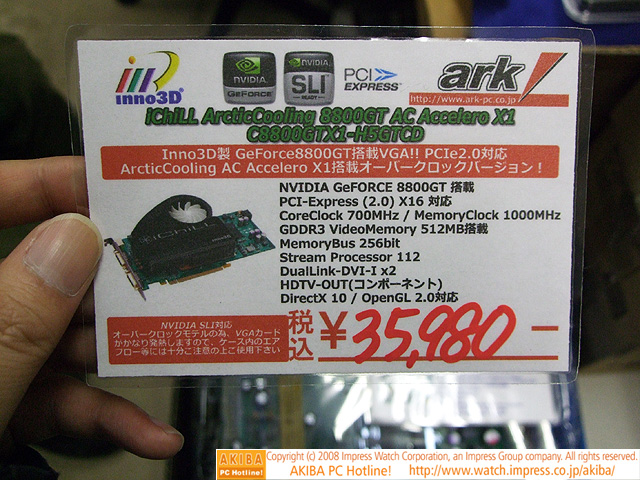 inno3D
NVIDIA
GeFORCE
NVIDIA
SLI
READY
PCI
EXPRESS
ark
http://www.ark-pc.co.jp/
iChiLL ArcticCooling 8800GT AC Accelero X1
C8800GTX1-H5GTCD
Inno3D製 GeForce8800GT搭載VGA!! PCIe2.0対応
ArcticCooling AC Accelero X1搭載オーバークロックバージョン！
NVIDIA GeFORCE 8800GT 搭載
PCI-Express (2.0) X16 対応
CoreClock 700MHz / MemoryClock 1000MHz
GDDR3 VideoMemory 512MB搭載
MemoryBus 256bit
Stream Processor 112
DualLink-DVI-I x2
HDTV-OUT(コンポーネント)
DirectX 10 / OpenGL 2.0対応
iCHiLL
NVIDIA SLI対応
オーバークロックモデルの為、VGAカード
かかなり発熱しますので、ケース内のエア
フロー等には十分ご注意の上ご使用下さい
税込
¥35,980－
AKIBA
PC Hotline!
Copyright (c) 2008 Impress Watch Corporation, an Impress Group company. All rights reserved.
AKIBA PC Hotline! http://www.watch.impress.co.jp/akiba/